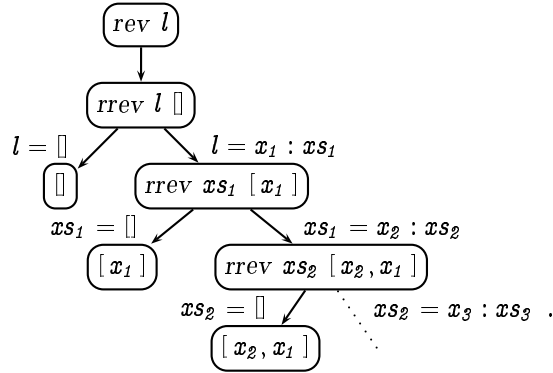 rev l
rrev l []
l = []
l = x₁ : xs₁
[]
rrev xs₁ [ x₁ ]
xs₁ = []
xs₁ = x₂ : xs₂
[ x₁ ]
rrev xs₂ [ x₂ , x₁ ]
xs₂ = []
xs₂ = x₃ : xs₃ .
[ x₂ , x₁ ]